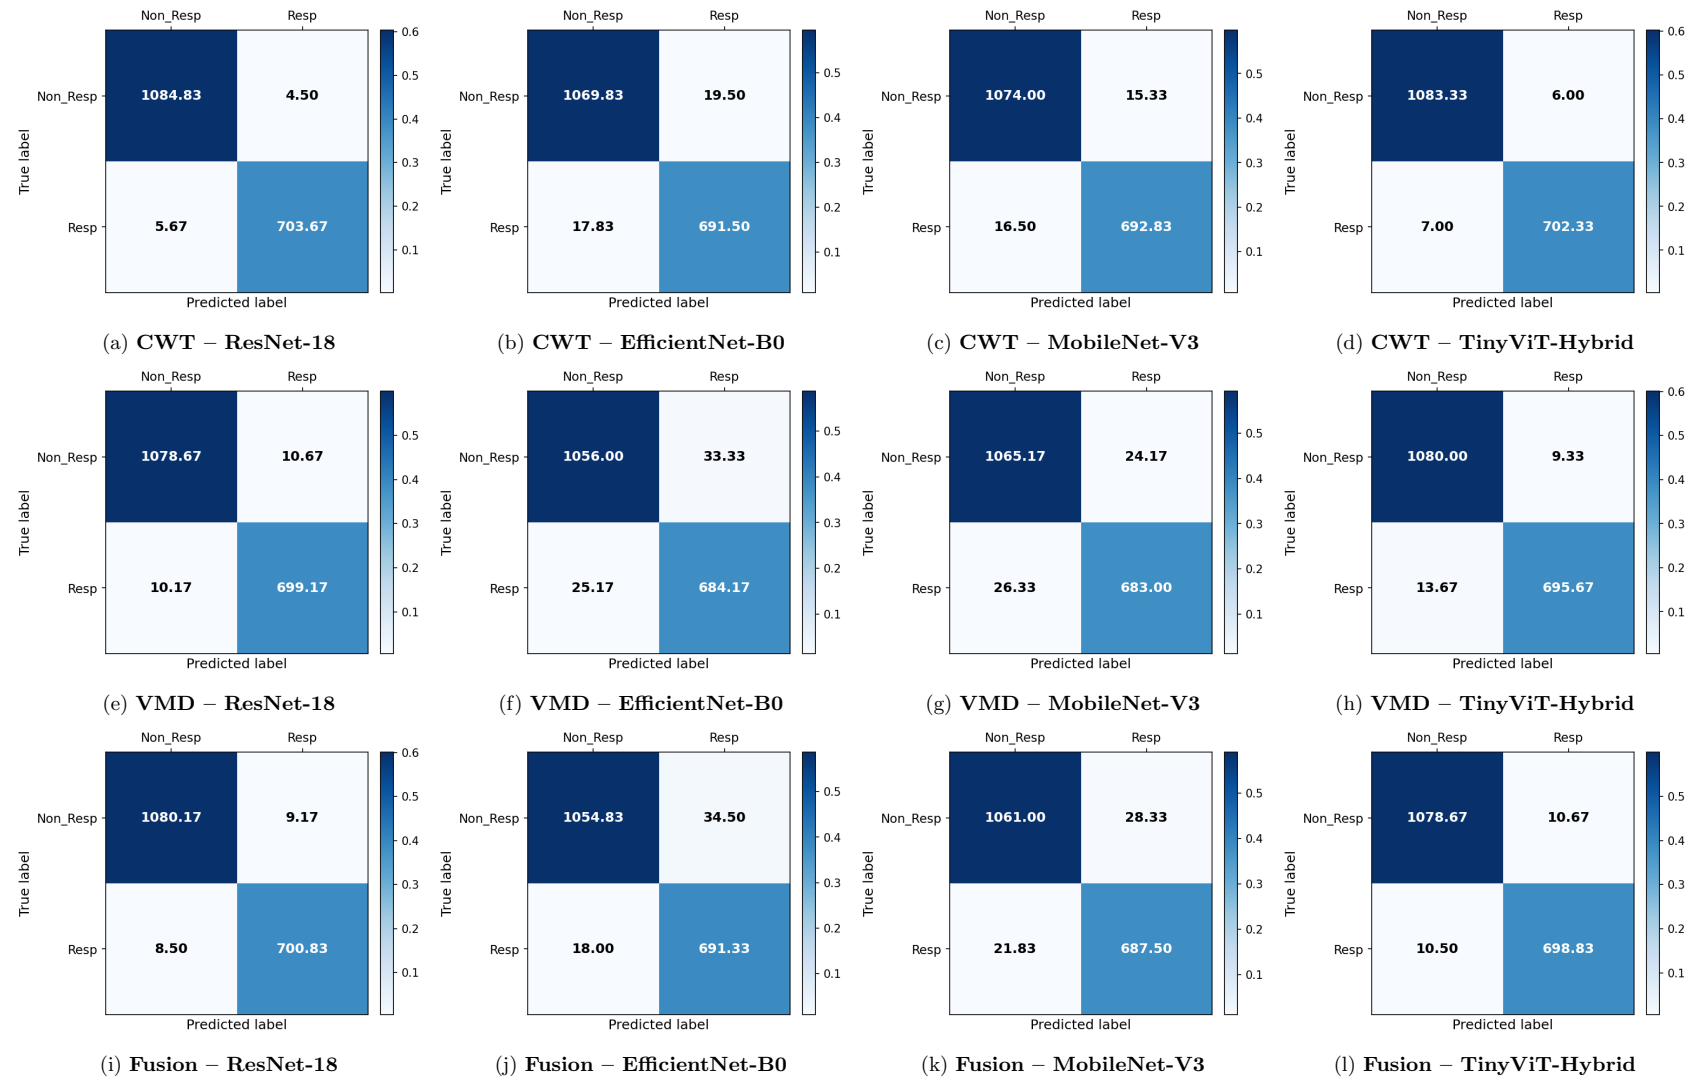 Non_Resp Resp Non_Resp Resp Non_Resp Resp Non_Resp Resp
True label Non_Resp 1084.83 4.50 0.6 0.5 0.4 0.3 0.2 0.1
Resp 5.67 703.67
Predicted label
True label Non_Resp 1069.83 19.50 0.5 0.4 0.3 0.2 0.1
Resp 17.83 691.50
Predicted label
True label Non_Resp 1074.00 15.33 0.5 0.4 0.3 0.2 0.1
Resp 16.50 692.83
Predicted label
True label Non_Resp 1083.33 6.00 0.6 0.5 0.4 0.3 0.2 0.1
Resp 7.00 702.33
Predicted label
(a) CWT – ResNet-18
(b) CWT – EfficientNet-B0
(c) CWT – MobileNet-V3
(d) CWT – TinyViT-Hybrid
Non_Resp Resp Non_Resp Resp Non_Resp Resp Non_Resp Resp
True label Non_Resp 1078.67 10.67 0.5 0.4 0.3 0.2 0.1
Resp 10.17 699.17
Predicted label
True label Non_Resp 1056.00 33.33 0.5 0.4 0.3 0.2 0.1
Resp 25.17 684.17
Predicted label
True label Non_Resp 1065.17 24.17 0.5 0.4 0.3 0.2 0.1
Resp 26.33 683.00
Predicted label
True label Non_Resp 1080.00 9.33 0.6 0.5 0.4 0.3 0.2 0.1
Resp 13.67 695.67
Predicted label
(e) VMD – ResNet-18
(f) VMD – EfficientNet-B0
(g) VMD – MobileNet-V3
(h) VMD – TinyViT-Hybrid
Non_Resp Resp Non_Resp Resp Non_Resp Resp Non_Resp Resp
True label Non_Resp 1080.17 9.17 0.6 0.5 0.4 0.3 0.2 0.1
Resp 8.50 700.83
Predicted label
True label Non_Resp 1054.83 34.50 0.5 0.4 0.3 0.2 0.1
Resp 18.00 691.33
Predicted label
True label Non_Resp 1061.00 28.33 0.5 0.4 0.3 0.2 0.1
Resp 21.83 687.50
Predicted label
True label Non_Resp 1078.67 10.67 0.5 0.4 0.3 0.2 0.1
Resp 10.50 698.83
Predicted label
(i) Fusion – ResNet-18
(j) Fusion – EfficientNet-B0
(k) Fusion – MobileNet-V3
(l) Fusion – TinyViT-Hybrid